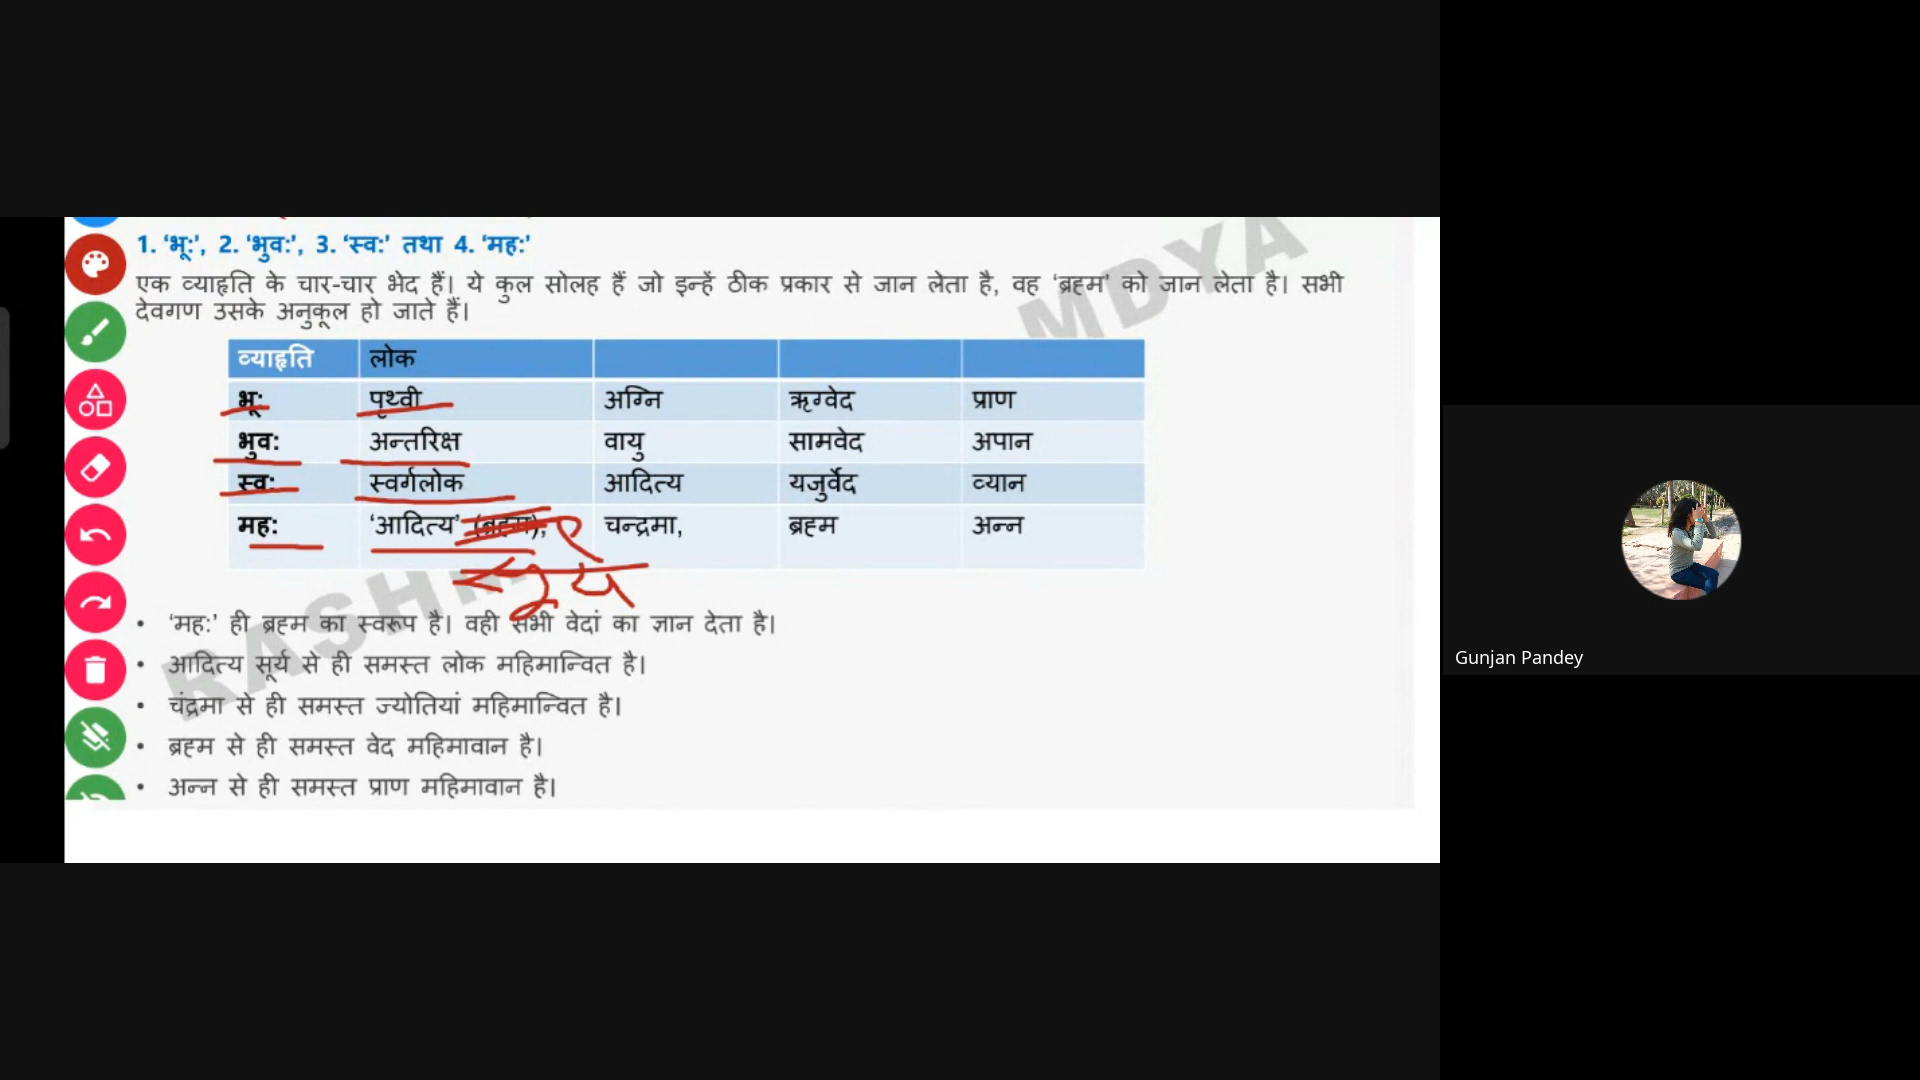 1. ‘भू:’, 2. ‘भुव:’, 3. ‘स्व:’ तथा 4. ‘मह:’
एक व्याहृति के चार-चार भेद हैं। ये कुल सोलह हैं जो इन्हें ठीक प्रकार से जान लेता है, वह ‘ब्रह्म’ को जान लेता है। सभी
देवगण उसके अनुकूल हो जाते हैं।
व्याहृति लोक
भू: पृथ्वी अग्नि ऋग्वेद प्राण
भुव: अन्तरिक्ष वायु सामवेद अपान
स्व: स्वर्गलोक आदित्य यजुर्वेद व्यान
मह: ‘आदित्य’ (ब्रह्म), चन्द्रमा, ब्रह्म अन्न
सूर्य
• ‘मह:’ ही ब्रह्म का स्वरूप है। वही सभी वेदां का ज्ञान देता है।
• आदित्य सूर्य से ही समस्त लोक महिमान्वित है।
• चंद्रमा से ही समस्त ज्योतियां महिमान्वित है।
• ब्रह्म से ही समस्त वेद महिमावान है।
• अन्न से ही समस्त प्राण महिमावान है।
Gunjan Pandey